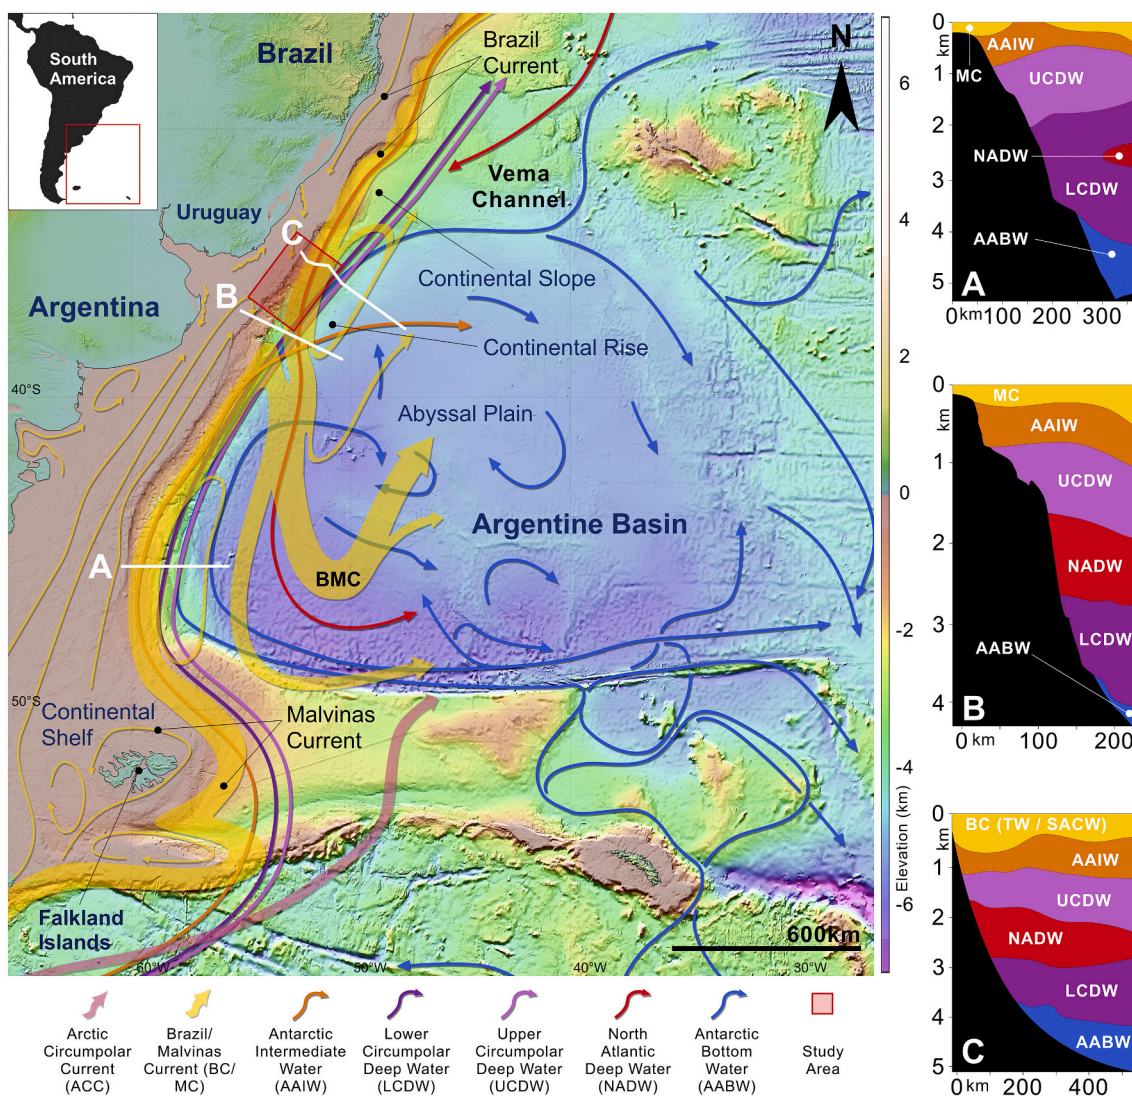 South
America
Brazil
Brazil
Current
N
Vema
Channel
Uruguay
C
B
Argentina
Continental Slope
Continental Rise
40°S
Abyssal Plain
Argentine Basin
A
BMC
50°S
Continental
Shelf
Malvinas
Current
Falkland
Islands
600km
60°W
50°W
40°W
30°W
6
4
2
0
-2
-4
-6
Elevation (km)
0
km
1
2
3
4
5
MC
AAIW
UCDW
NADW
LCDW
AABW
A
0 km 100 200 300
0
km
1
2
3
4
MC
AAIW
UCDW
NADW
LCDW
AABW
B
0 km 100 200
0
km
1
2
3
4
5
BC (TW / SACW)
AAIW
UCDW
NADW
LCDW
AABW
C
0 km 200 400
Arctic
Circumpolar
Current
(ACC)
Brazil/
Malvinas
Current (BC/
MC)
Antarctic
Intermediate
Water
(AAIW)
Lower
Circumpolar
Deep Water
(LCDW)
Upper
Circumpolar
Deep Water
(UCDW)
North
Atlantic
Deep Water
(NADW)
Antarctic
Bottom
Water
(AABW)
Study
Area